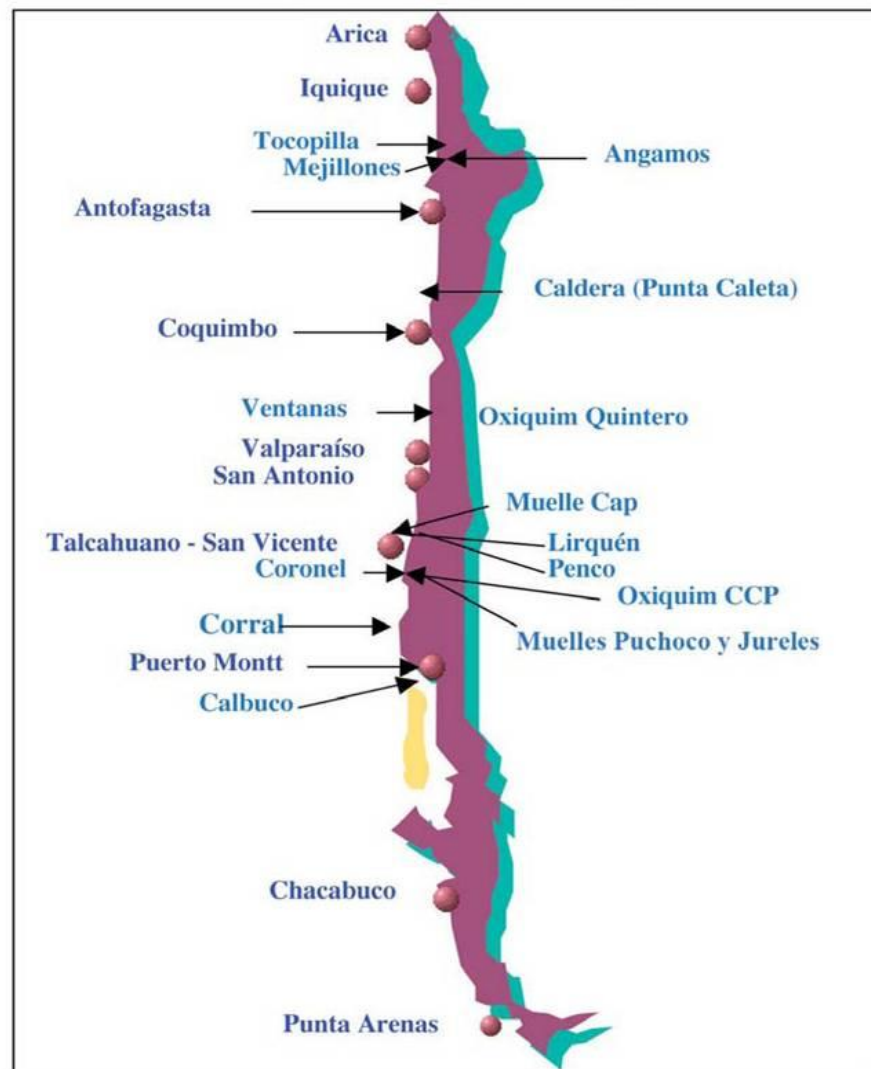 Arica
Iquique
Tocopilla
Mejillones
Angamos
Antofagasta
Caldera (Punta Caleta)
Coquimbo
Ventanas
Oxiquim Quintero
Valparaíso
San Antonio
Muelle Cap
Talcahuano - San Vicente
Lirquén
Coronel
Penco
Oxiquim CCP
Corral
Muelles Puchoco y Jureles
Puerto Montt
Calbuco
Chacabuco
Punta Arenas